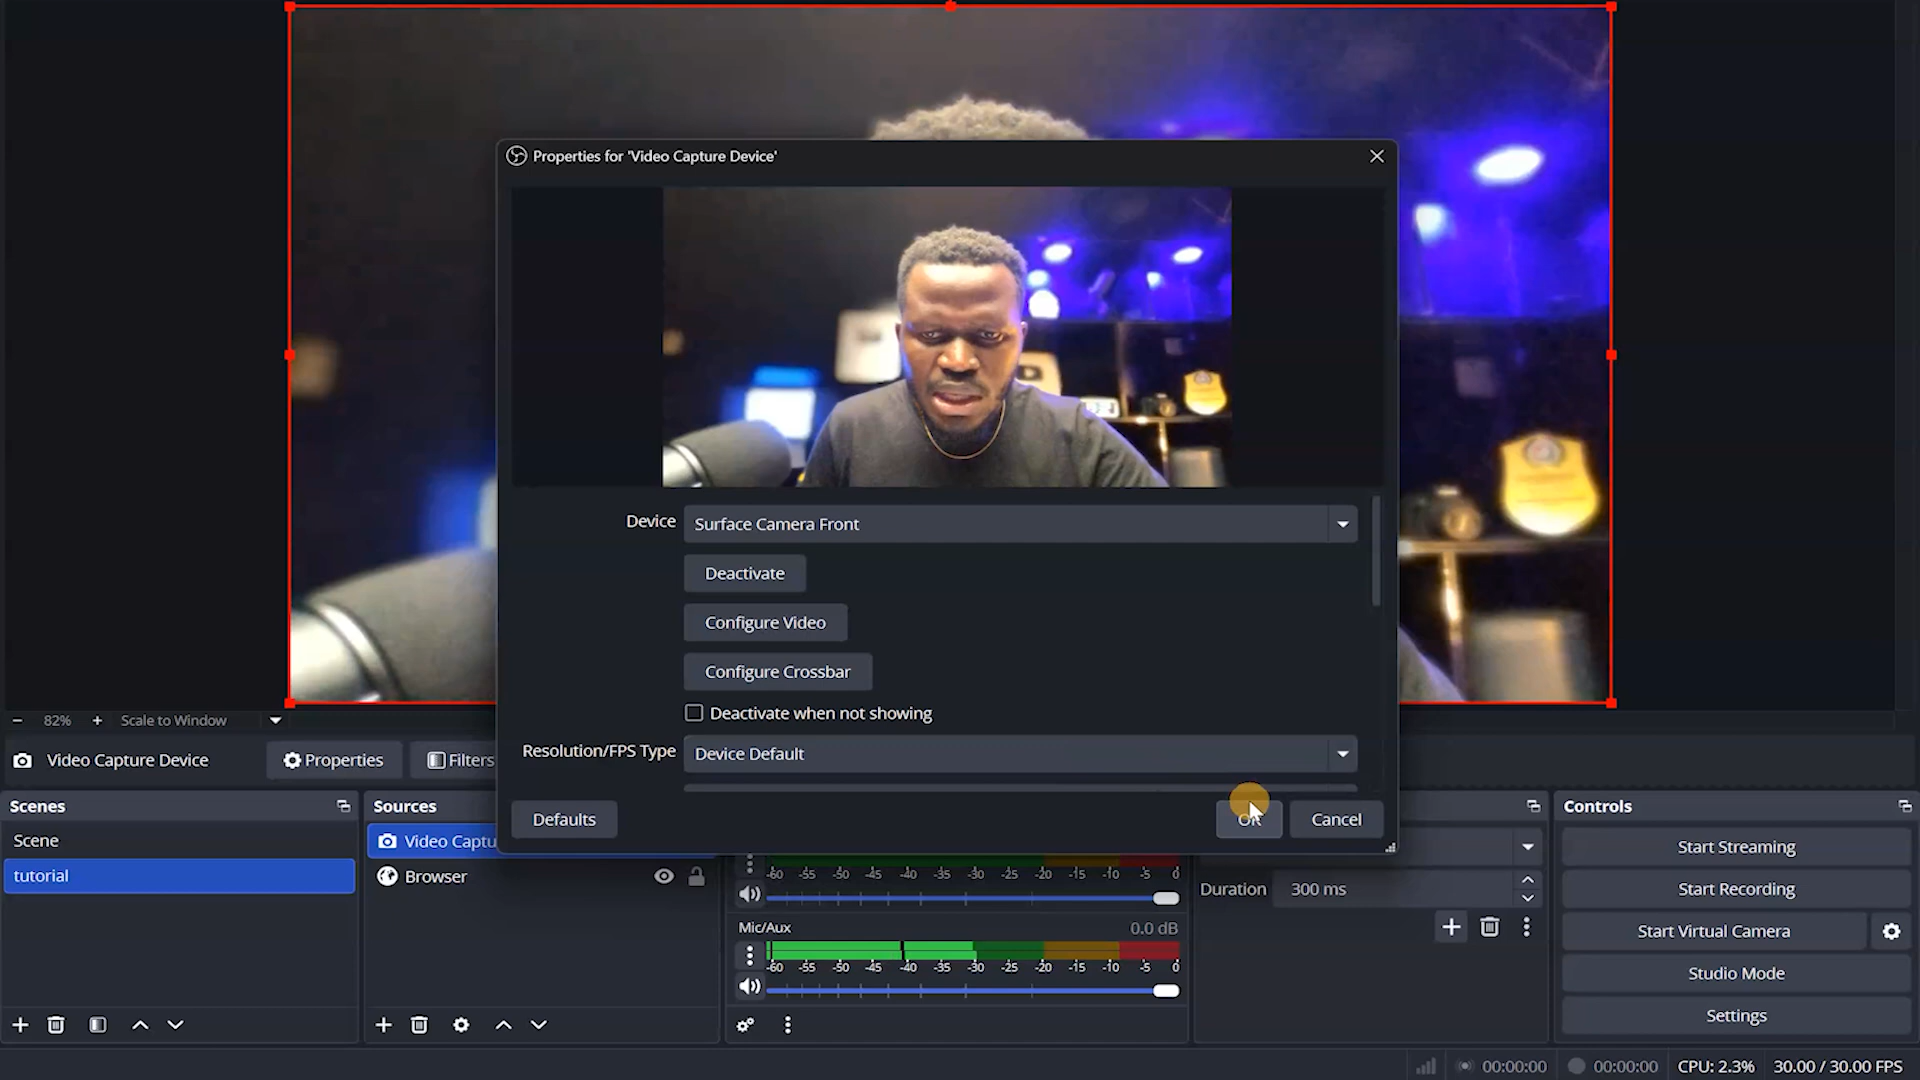 Properties for 'Video Capture Device'
Device
Surface Camera Front
Deactivate
Configure Video
Configure Crossbar
Deactivate when not showing
Resolution/FPS Type
Device Default
Defaults
OK
Cancel
82%
Scale to Window
Video Capture Device
Properties
Filters
Scenes
Scene
tutorial
Sources
Video Captu
Browser
-60 -55 -50 -45 -40 -35 -30 -25 -20 -15 -10 -5 0
Mic/Aux
0.0 dB
-60 -55 -50 -45 -40 -35 -30 -25 -20 -15 -10 -5 0
Duration
300 ms
Controls
Start Streaming
Start Recording
Start Virtual Camera
Studio Mode
Settings
00:00:00
00:00:00
CPU: 2.3%
30.00 / 30.00 FPS